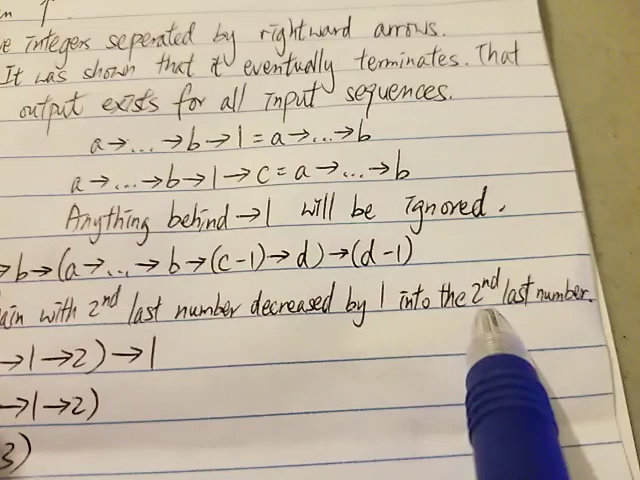 integers seperated by rightward arrows.
It was shown that it eventually terminates. That
output exists for all input sequences.
a→...→b→1=a→...→b
a→...→b→1→c=a→...→b
Anything behind→1 will be ignored.
→b→(a→...→b→(c-1)→d)→(d-1)
with 2nd last number decreased by 1 into the 2nd last number.
→1→2)→1
→1→2)
3)